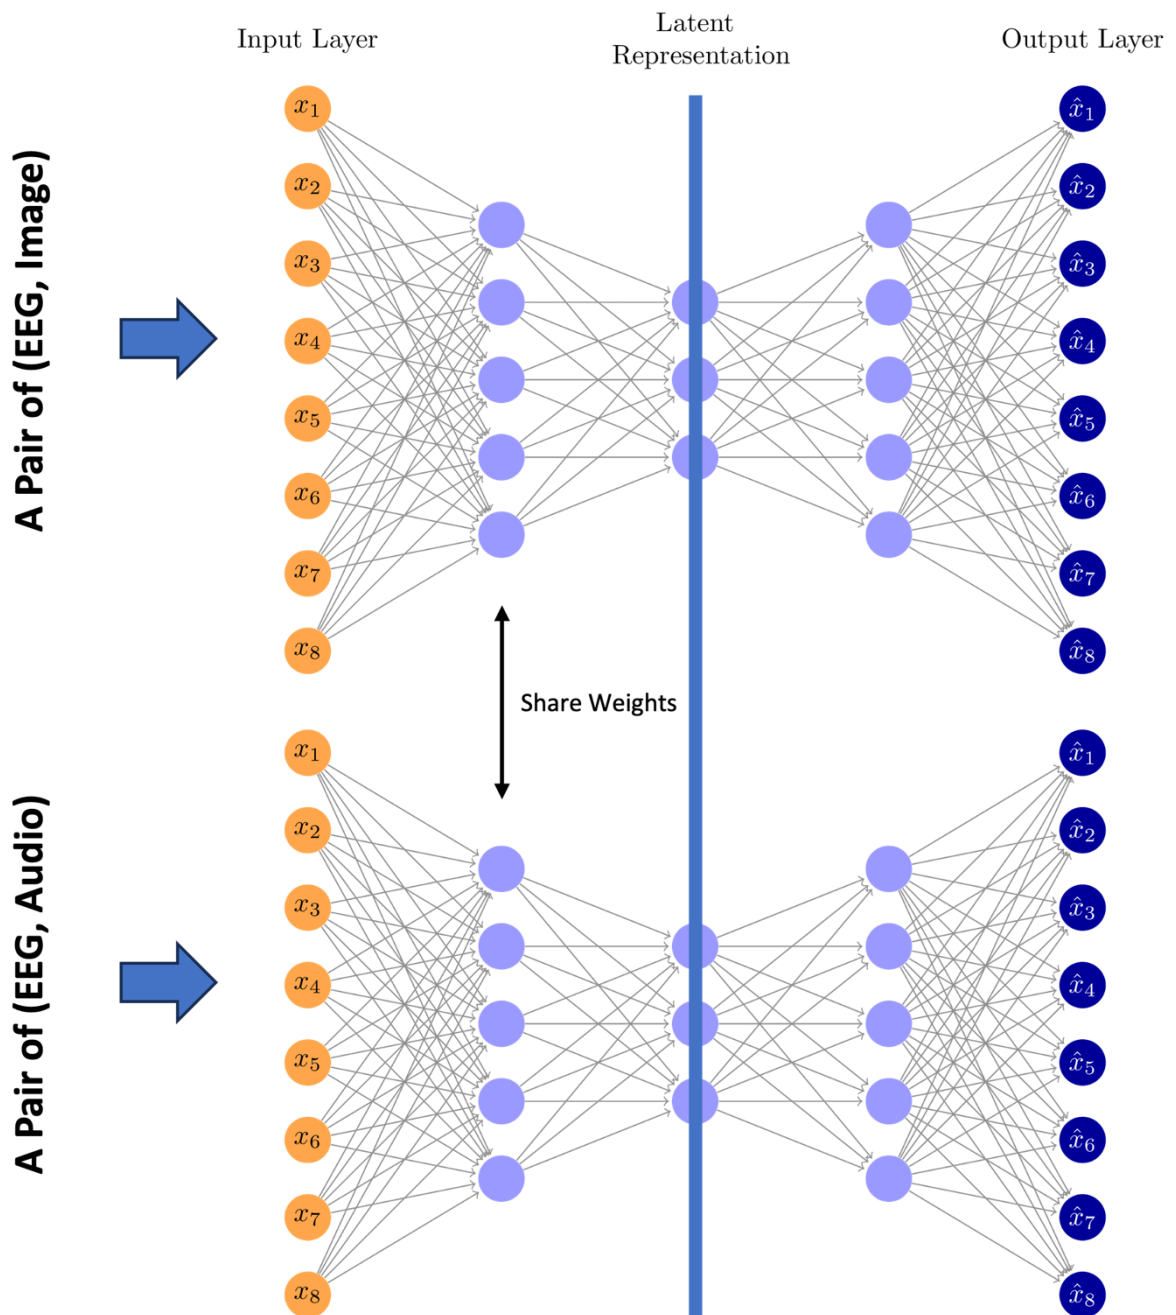 Input Layer
Latent
Representation
Output Layer
A Pair of (EEG, Image)
x₁
x₂
x₃
x₄
x₅
x₆
x₇
x₈
x̂₁
x̂₂
x̂₃
x̂₄
x̂₅
x̂₆
x̂₇
x̂₈
Share Weights
A Pair of (EEG, Audio)
x₁
x₂
x₃
x₄
x₅
x₆
x₇
x₈
x̂₁
x̂₂
x̂₃
x̂₄
x̂₅
x̂₆
x̂₇
x̂₈